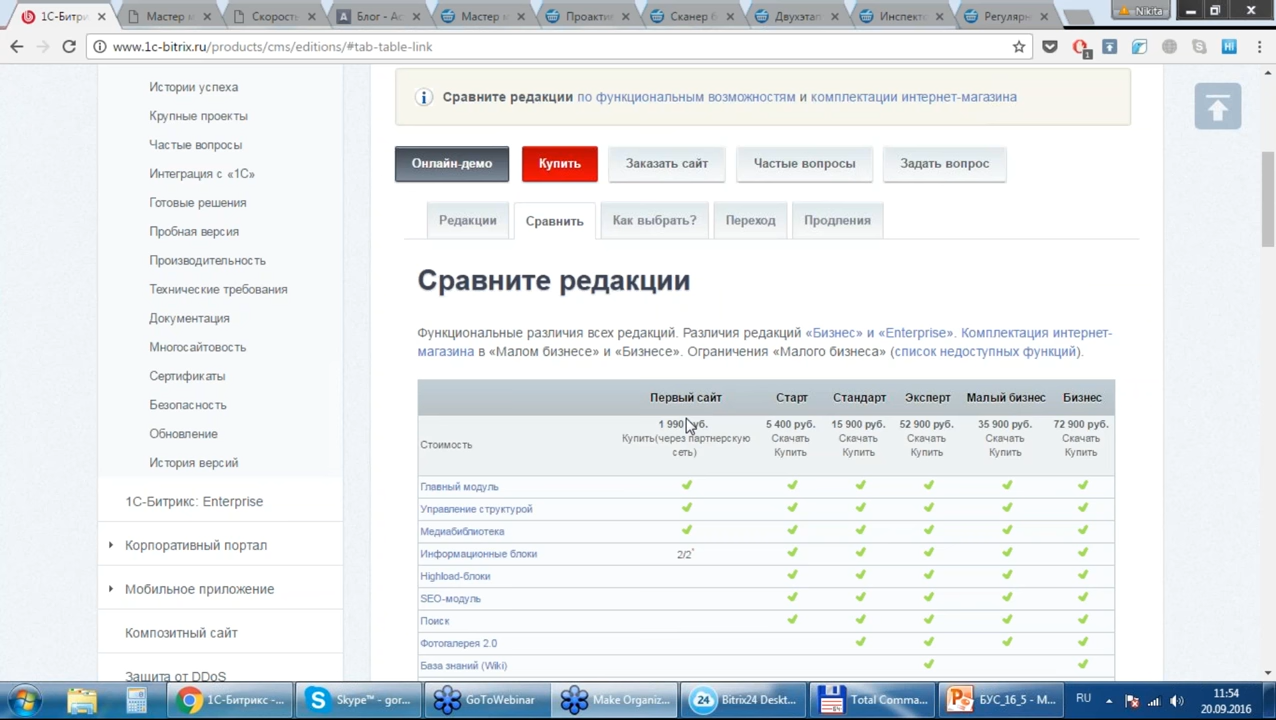 1С-Битри
Мастер м
Скорость
Блог - Ас
Мастер м
Проакти
Сканер б
Двухэтап
Инспект
Регулярн
Nikita
www.1c-bitrix.ru/products/cms/editions/#tab-table-link
1
Hi
Истории успеха
Крупные проекты
Частые вопросы
Интеграция с «1С»
Готовые решения
Пробная версия
Производительность
Технические требования
Документация
Многосайтовость
Сертификаты
Безопасность
Обновление
История версий
1С-Битрикс: Enterprise
Корпоративный портал
Мобильное приложение
Композитный сайт
Защита от DDoS
Сравните редакции по функциональным возможностям и комплектации интернет-магазина
Онлайн-демо Купить Заказать сайт Частые вопросы Задать вопрос
Редакции Сравнить Как выбрать? Переход Продления
Сравните редакции
Функциональные различия всех редакций. Различия редакций «Бизнес» и «Enterprise». Комплектация интернет-
магазина в «Малом бизнесе» и «Бизнесе». Ограничения «Малого бизнеса» (список недоступных функций).
Первый сайт Старт Стандарт Эксперт Малый бизнес Бизнес
1 990 руб. 5 400 руб. 15 900 руб. 52 900 руб. 35 900 руб. 72 900 руб.
Купить(через партнерскую Скачать Скачать Скачать Скачать Скачать
Стоимость
сеть) Купить Купить Купить Купить Купить
Главный модуль
Управление структурой
Медиабиблиотека
Информационные блоки 2/2*
Highload-блоки
SEO-модуль
Поиск
Фотогалерея 2.0
База знаний (Wiki)
1С-Битрикс -...
Skype™ - gor...
GoToWebinar
Make Organiz...
24 Bitrix24 Deskt...
64 Total Comma...
БУС_16_5 - M...
RU
11:54
20.09.2016